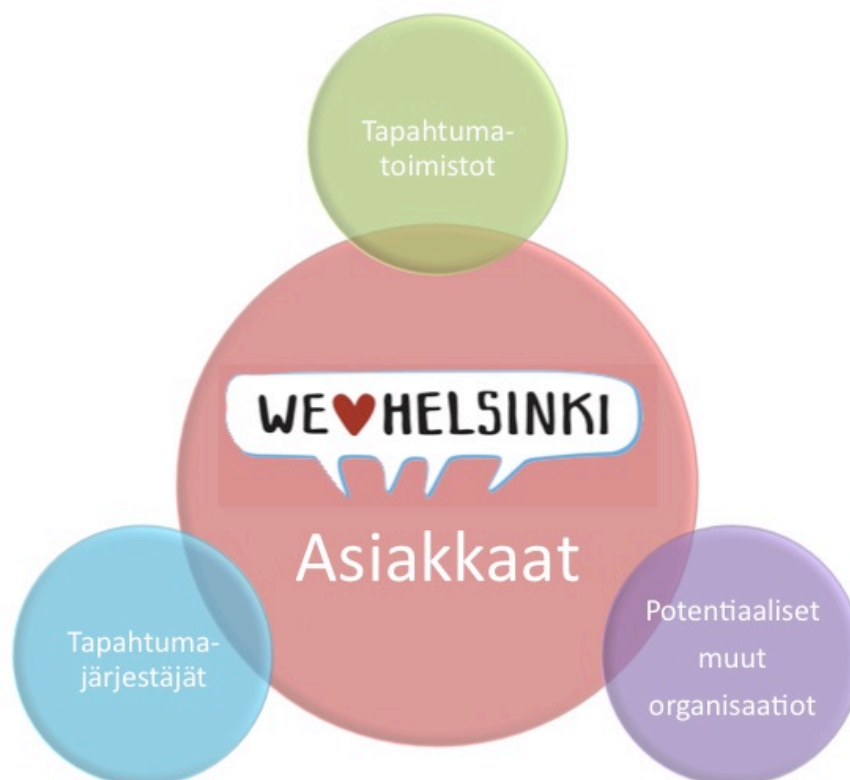 Tapahtuma-
toimistot
WE♥HELSINKI
Asiakkaat
Tapahtuma-
järjestäjät
Potentiaaliset
muut
organisaatiot